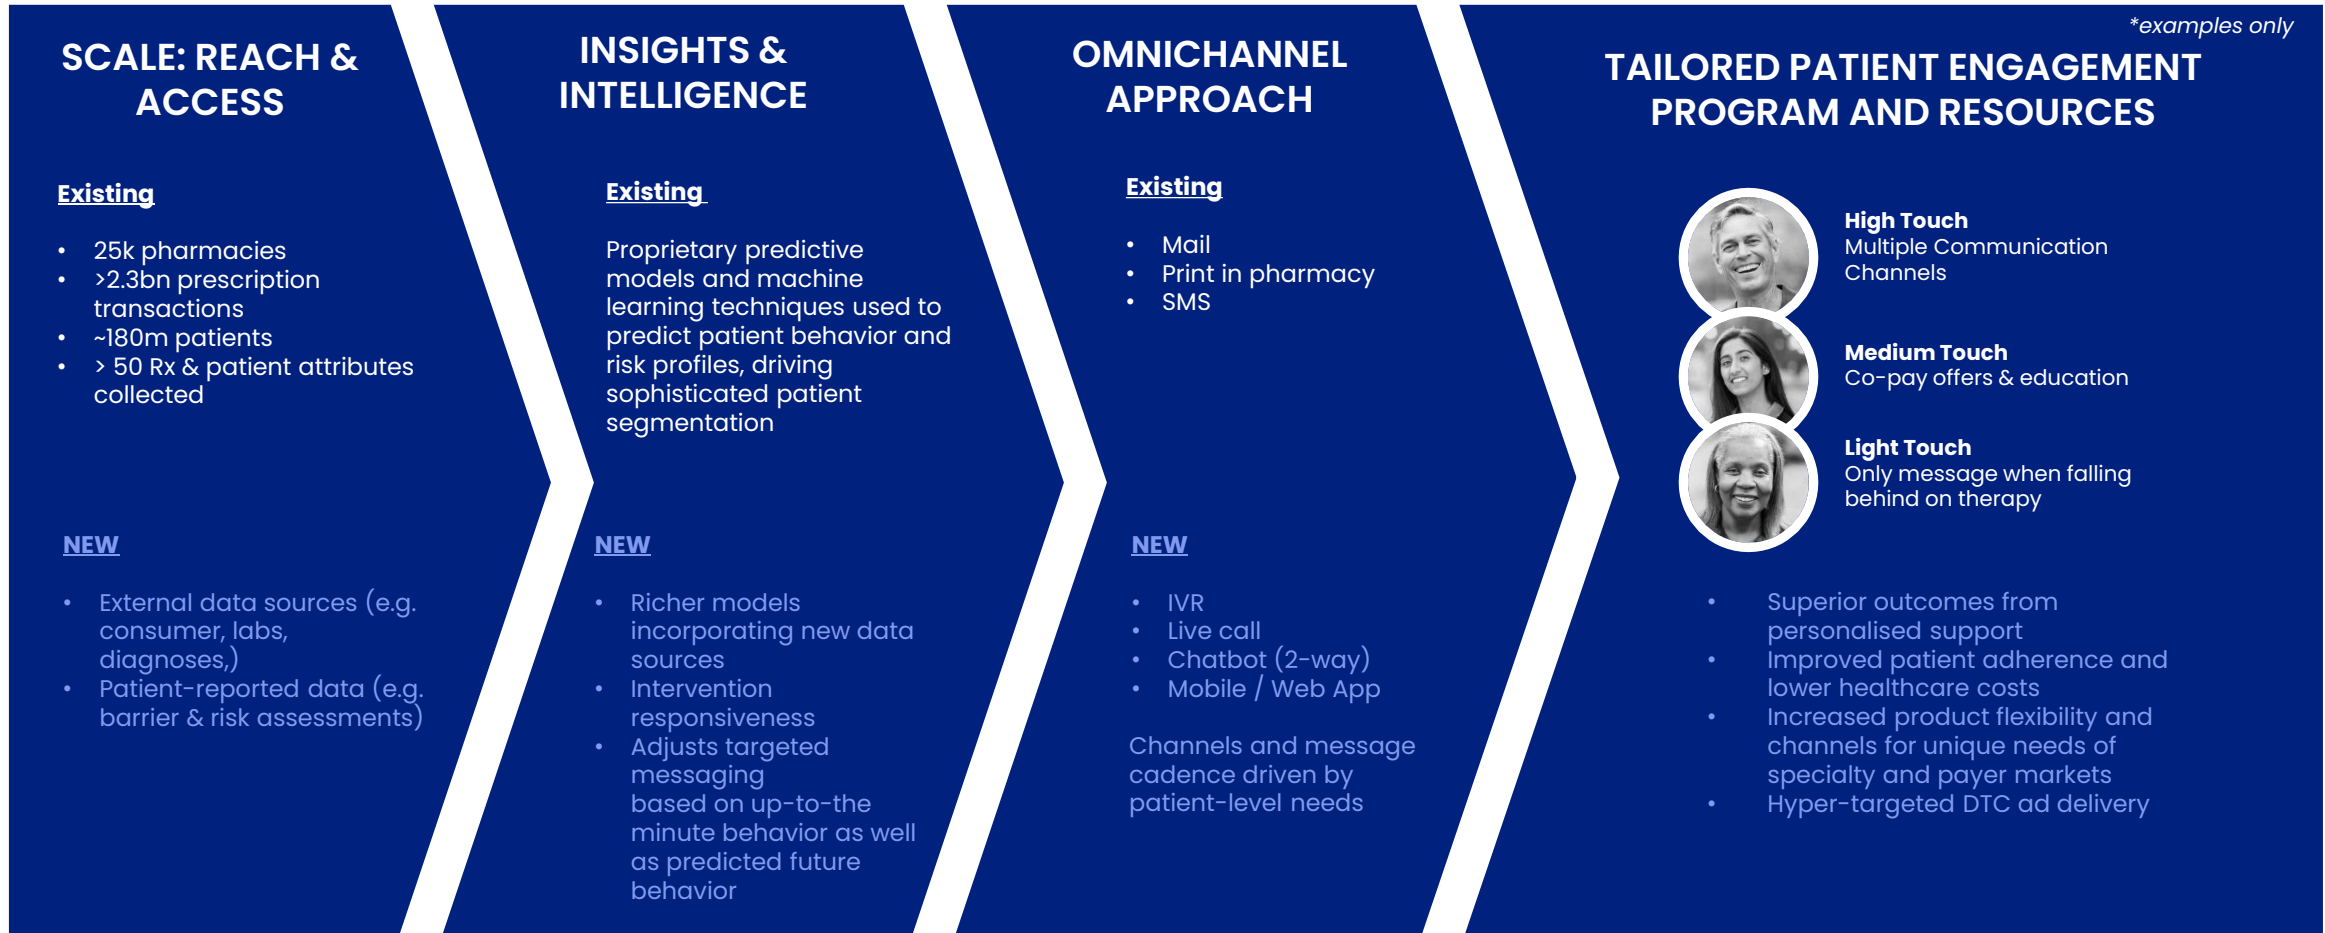 *examples only
SCALE: REACH &
ACCESS
Existing
• 25k pharmacies
• >2.3bn prescription
transactions
• ~180m patients
• > 50 Rx & patient attributes
collected
NEW
• External data sources (e.g.
consumer, labs,
diagnoses,)
• Patient-reported data (e.g.
barrier & risk assessments)
INSIGHTS &
INTELLIGENCE
Existing
Proprietary predictive
models and machine
learning techniques used to
predict patient behavior and
risk profiles, driving
sophisticated patient
segmentation
NEW
• Richer models
incorporating new data
sources
• Intervention
responsiveness
• Adjusts targeted
messaging
based on up-to-the
minute behavior as well
as predicted future
behavior
OMNICHANNEL
APPROACH
Existing
• Mail
• Print in pharmacy
• SMS
NEW
• IVR
• Live call
• Chatbot (2-way)
• Mobile / Web App
Channels and message
cadence driven by
patient-level needs
TAILORED PATIENT ENGAGEMENT
PROGRAM AND RESOURCES
High Touch
Multiple Communication
Channels
Medium Touch
Co-pay offers & education
Light Touch
Only message when falling
behind on therapy
• Superior outcomes from
personalised support
• Improved patient adherence and
lower healthcare costs
• Increased product flexibility and
channels for unique needs of
specialty and payer markets
• Hyper-targeted DTC ad delivery